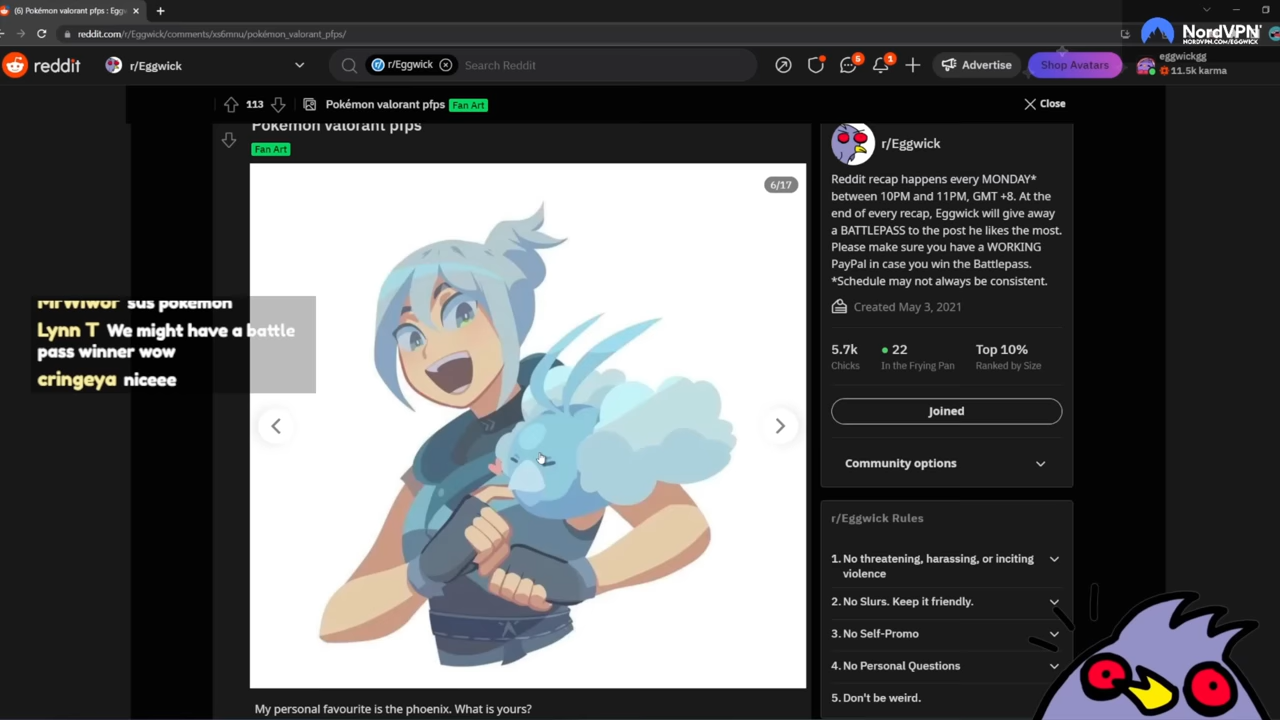 (6) Pokémon valorant pfps : Egg
reddit.com/r/Eggwick/comments/xs6mnu/pokémon_valorant_pfps/
NordVPN
NORDVPN.COM/EGGWICK
reddit
r/Eggwick
r/Eggwick
Search Reddit
6
1
Advertise
Shop Avatars
eggwickgg
11.5k karma
113
Pokémon valorant pfps
Fan Art
Close
Pokémon valorant pfps
Fan Art
6/17
MrWiwor sus pokemon
Lynn T We might have a battle
pass winner wow
cringeya niceee
My personal favourite is the phoenix. What is yours?
r/Eggwick
Reddit recap happens every MONDAY*
between 10PM and 11PM, GMT +8. At the
end of every recap, Eggwick will give away
a BATTLEPASS to the post he likes the most.
Please make sure you have a WORKING
PayPal in case you win the Battlepass.
*Schedule may not always be consistent.
Created May 3, 2021
5.7k
22
Top 10%
Chicks
In the Frying Pan
Ranked by Size
Joined
Community options
r/Eggwick Rules
1. No threatening, harassing, or inciting
violence
2. No Slurs. Keep it friendly.
3. No Self-Promo
4. No Personal Questions
5. Don't be weird.